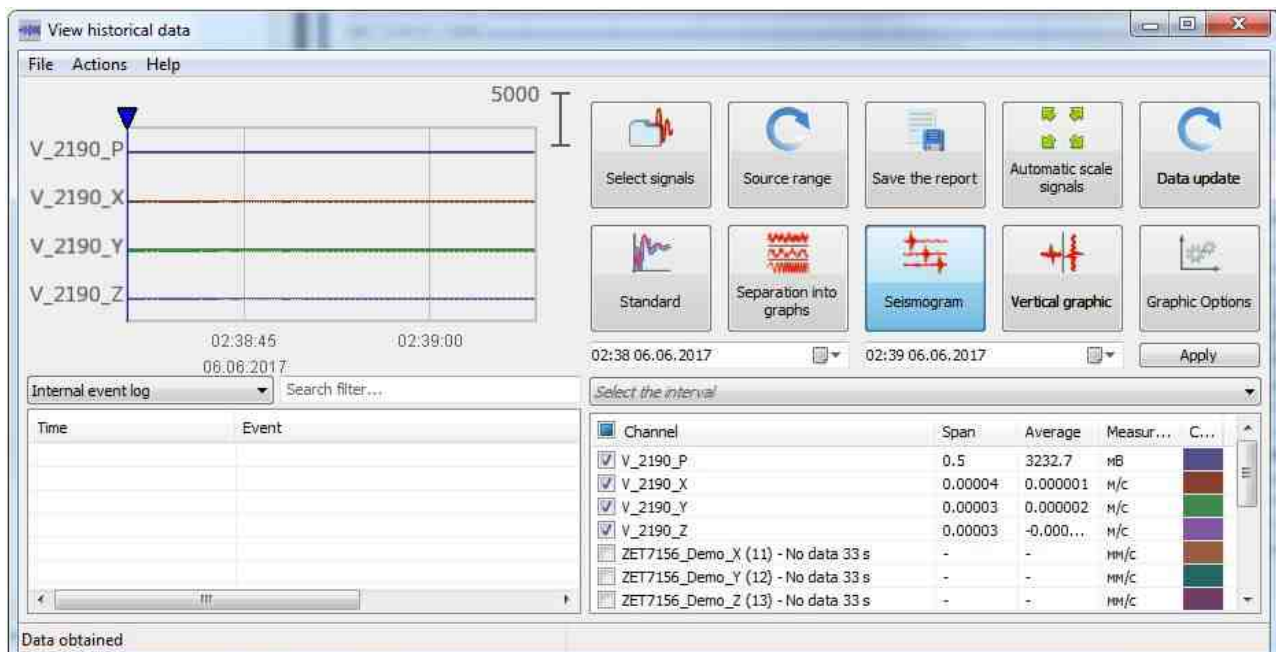 View historical data
File Actions Help
5000
V_2190_P
V_2190_X
V_2190_Y
V_2190_Z
02:38:45 02:39:00
06.06.2017
Select signals
Source range
Save the report
Automatic scale
signals
Data update
Standard
Separation into
graphs
Seismogram
Vertical graphic
Graphic Options
02:38 06.06.2017 02:39 06.06.2017 Apply
Internal event log Search filter...
Select the interval
Time Event
Channel Span Average Measur... C...
V_2190_P 0.5 3232.7 мВ
V_2190_X 0.00004 0.000001 м/с
V_2190_Y 0.00003 0.000002 м/с
V_2190_Z 0.00003 -0.000... м/с
ZET7156_Demo_X (11) - No data 33 s - - мм/с
ZET7156_Demo_Y (12) - No data 33 s - - мм/с
ZET7156_Demo_Z (13) - No data 33 s - - мм/с
Data obtained